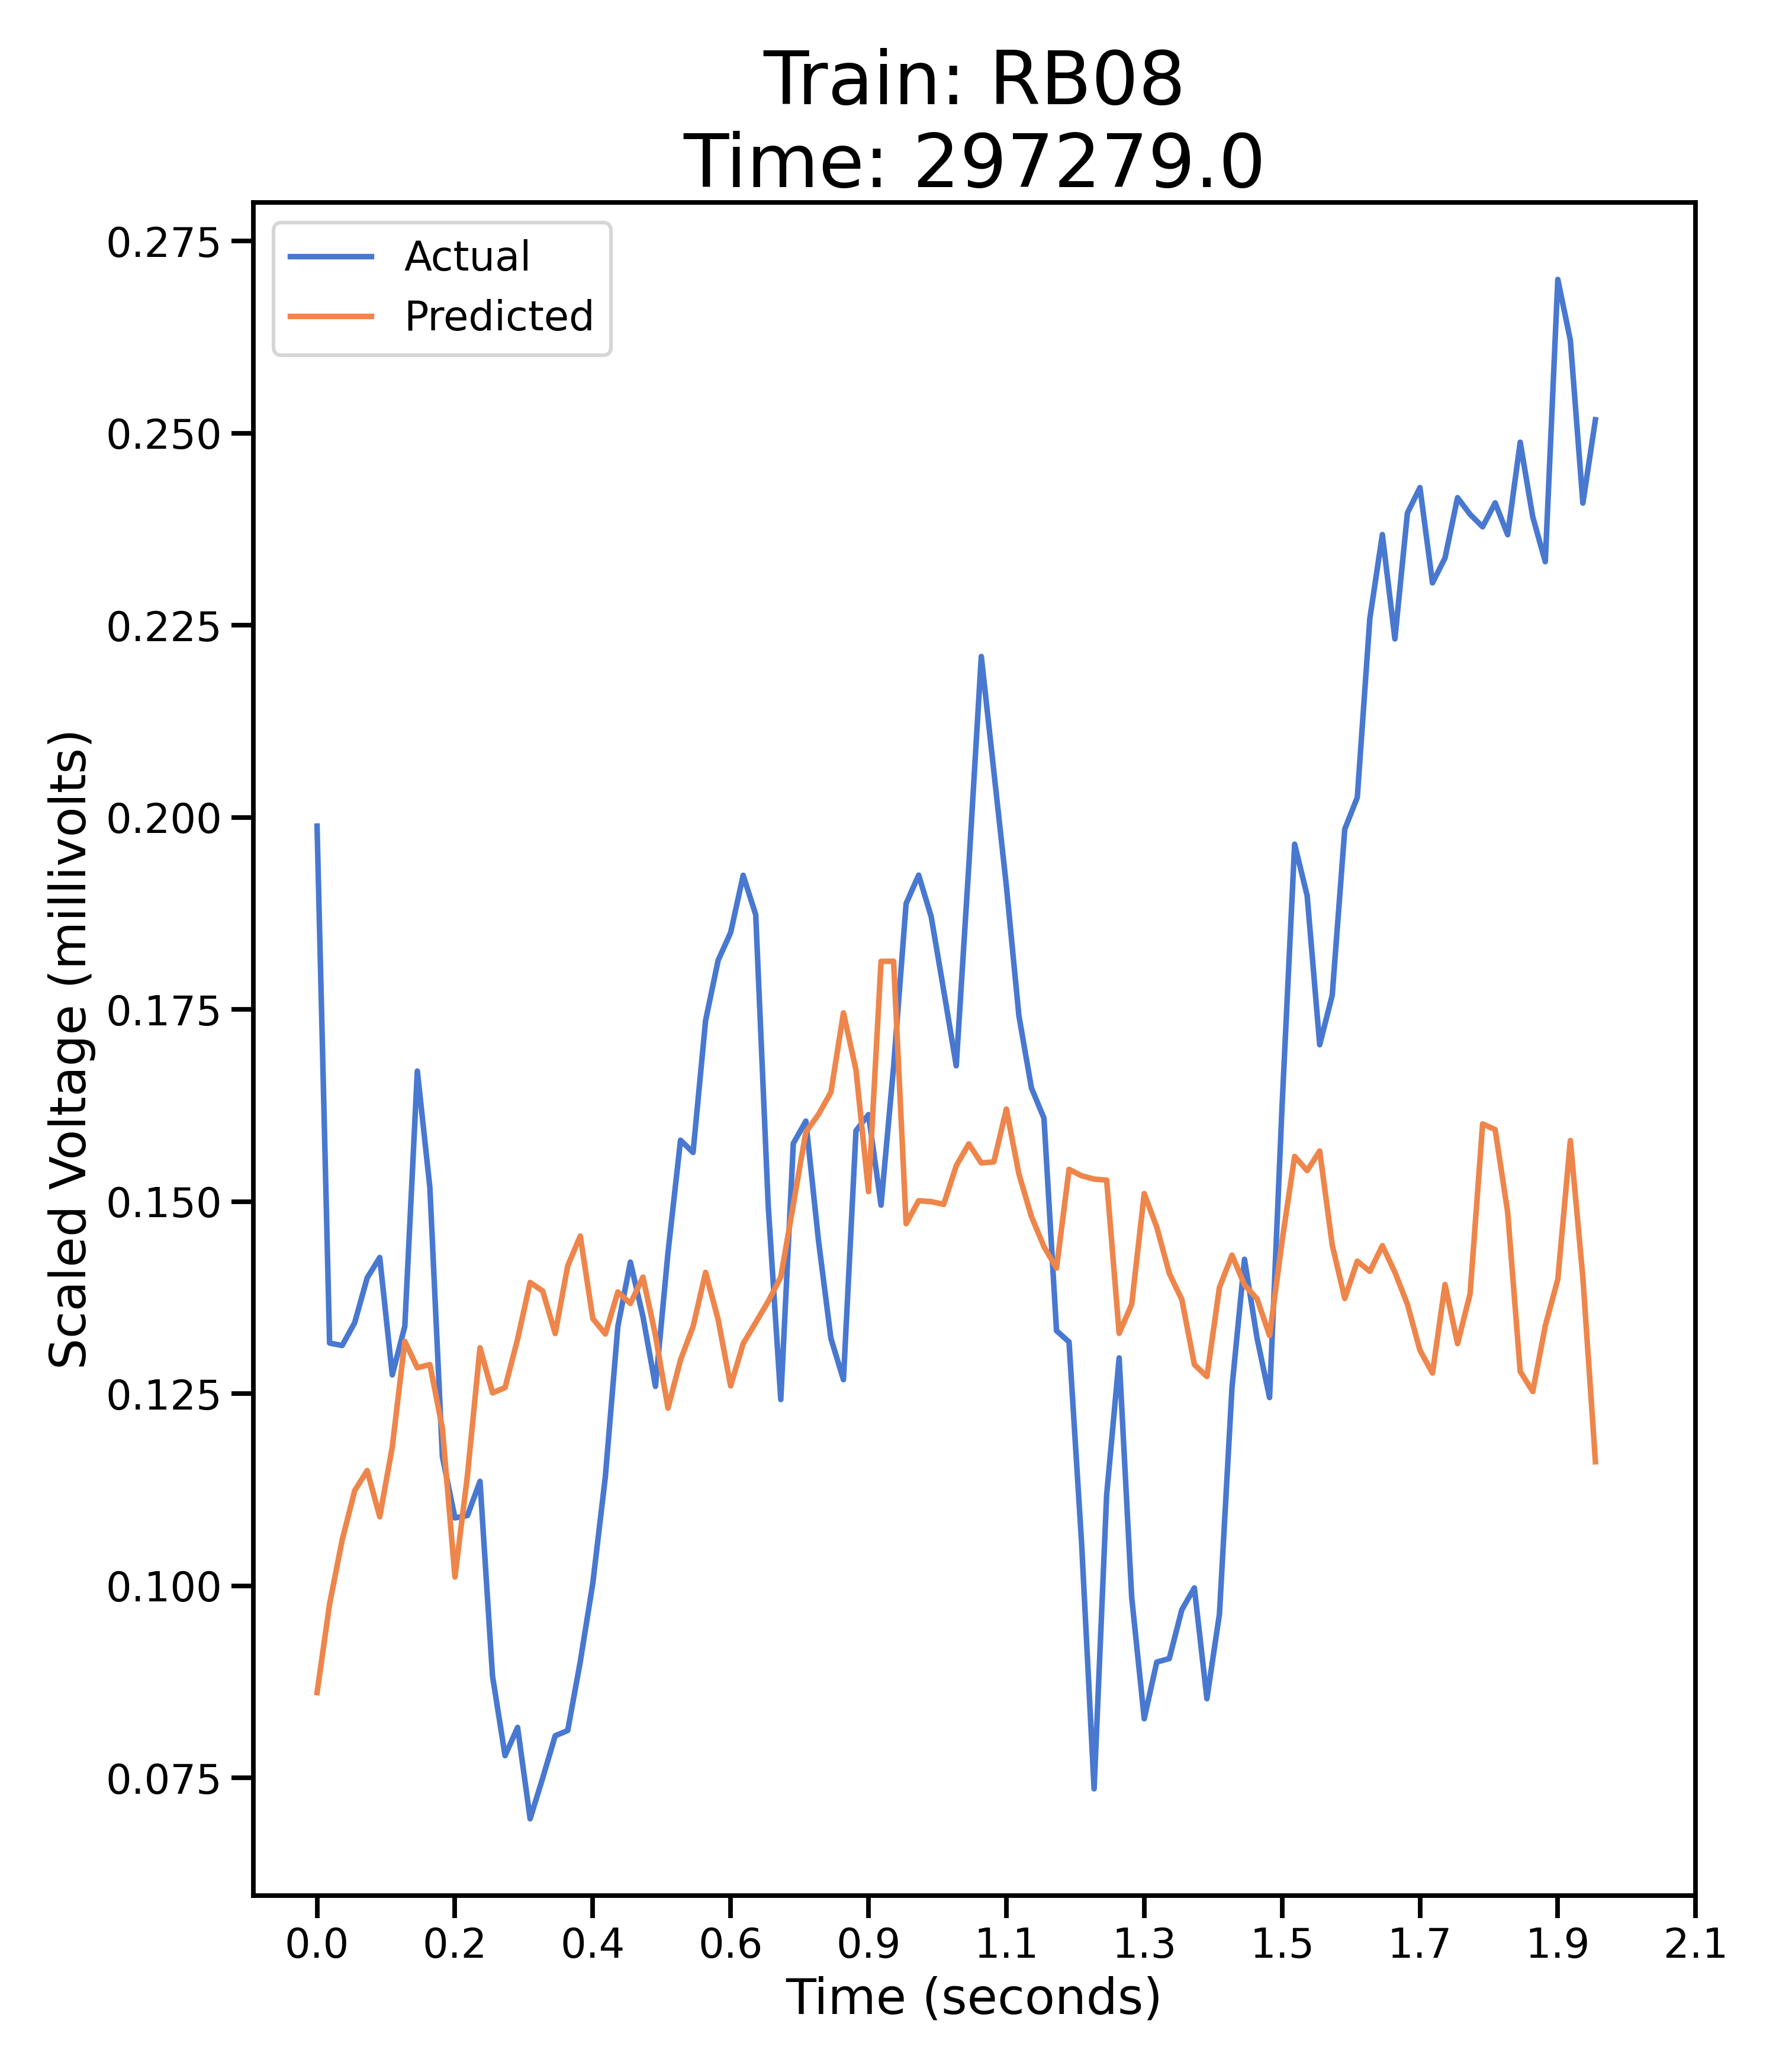 Train: RB08
Time: 297279.0
Actual
Predicted
Scaled Voltage (millivolts)
0.275
0.250
0.225
0.200
0.175
0.150
0.125
0.100
0.075
0.0 0.2 0.4 0.6 0.9 1.1 1.3 1.5 1.7 1.9 2.1
Time (seconds)